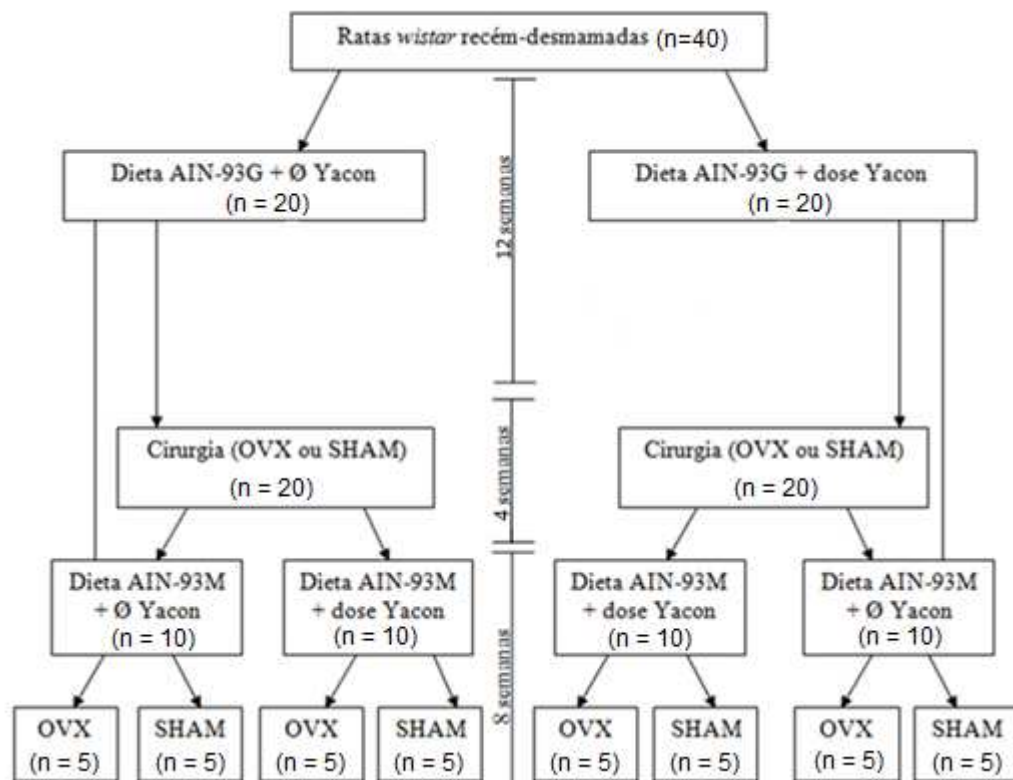 Ratas wistar recém-desmamadas (n=40)
Dieta AIN-93G + Ø Yacon
(n = 20)
Dieta AIN-93G + dose Yacon
(n = 20)
12 semanas
Cirurgia (OVX ou SHAM)
(n = 20)
Cirurgia (OVX ou SHAM)
(n = 20)
4 semanas
Dieta AIN-93M
+ Ø Yacon
(n = 10)
Dieta AIN-93M
+ dose Yacon
(n = 10)
Dieta AIN-93M
+ dose Yacon
(n = 10)
Dieta AIN-93M
+ Ø Yacon
(n = 10)
8 semanas
OVX
(n = 5)
SHAM
(n = 5)
OVX
(n = 5)
SHAM
(n = 5)
OVX
(n = 5)
SHAM
(n = 5)
OVX
(n = 5)
SHAM
(n = 5)